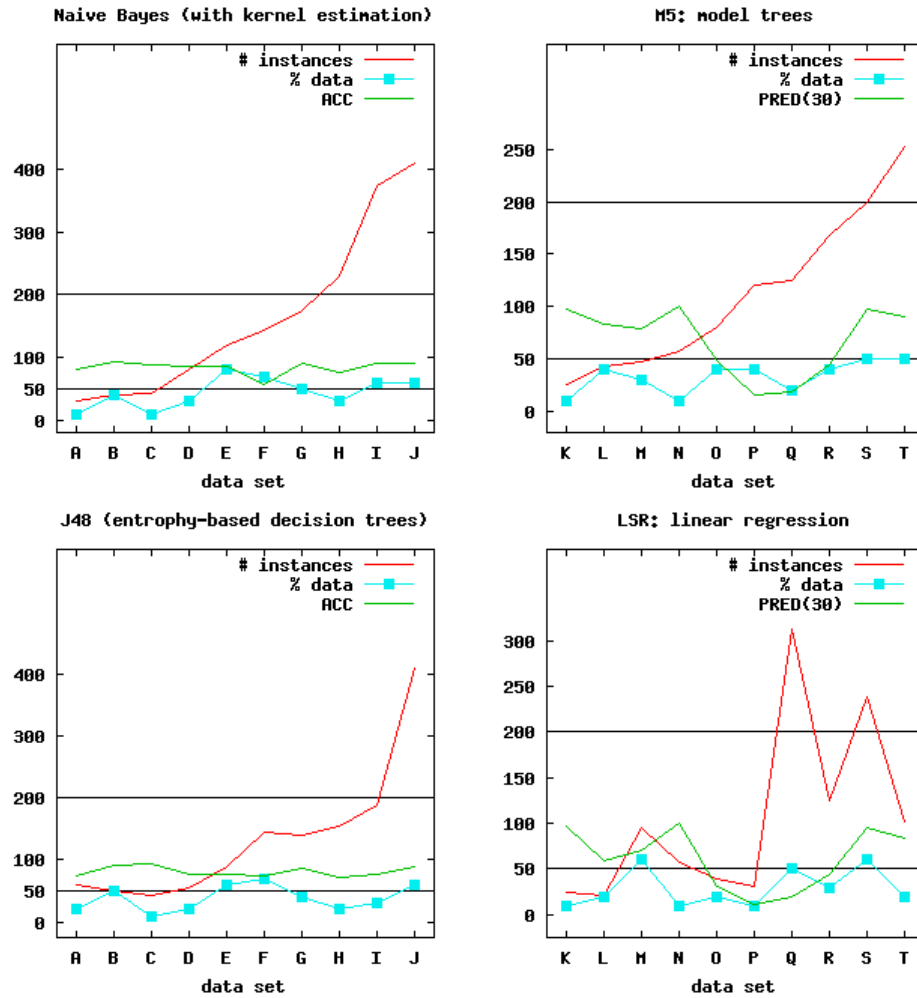 Naive Bayes (with kernel estimation)
# instances
% data
ACC
400
300
200
100
50
0
A B C D E F G H I J
data set
M5: model trees
# instances
% data
PRED(30)
250
200
150
100
50
0
K L M N O P Q R S T
data set
J48 (entrophy-based decision trees)
# instances
% data
ACC
400
300
200
100
50
0
A B C D E F G H I J
data set
LSR: linear regression
# instances
% data
PRED(30)
300
250
200
150
100
50
0
K L M N O P Q R S T
data set